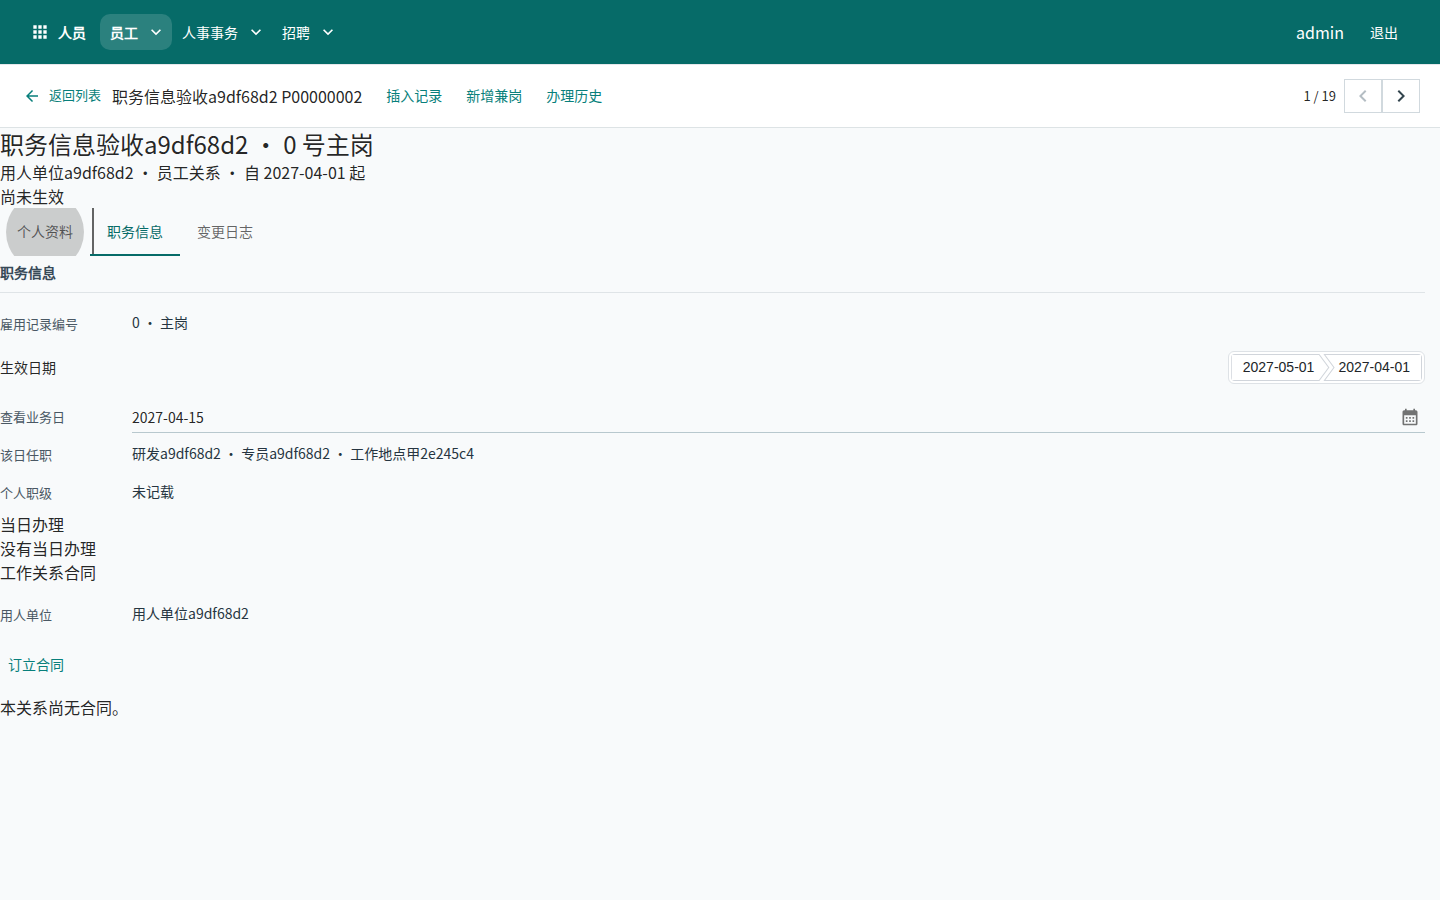 人员 员工 人事事务 招聘 admin 退出
返回列表 职务信息验收a9df68d2 P00000002 插入记录 新增兼岗 办理历史 1 / 19
职务信息验收a9df68d2 · 0 号主岗
用人单位a9df68d2 · 员工关系 · 自 2027-04-01 起
尚未生效
个人资料 职务信息 变更日志
职务信息
雇用记录编号 0 · 主岗
生效日期 2027-05-01 2027-04-01
查看业务日 2027-04-15
该日任职 研发a9df68d2 · 专员a9df68d2 · 工作地点甲2e245c4
个人职级 未记载
当日办理
没有当日办理
工作关系合同
用人单位 用人单位a9df68d2
订立合同
本关系尚无合同。